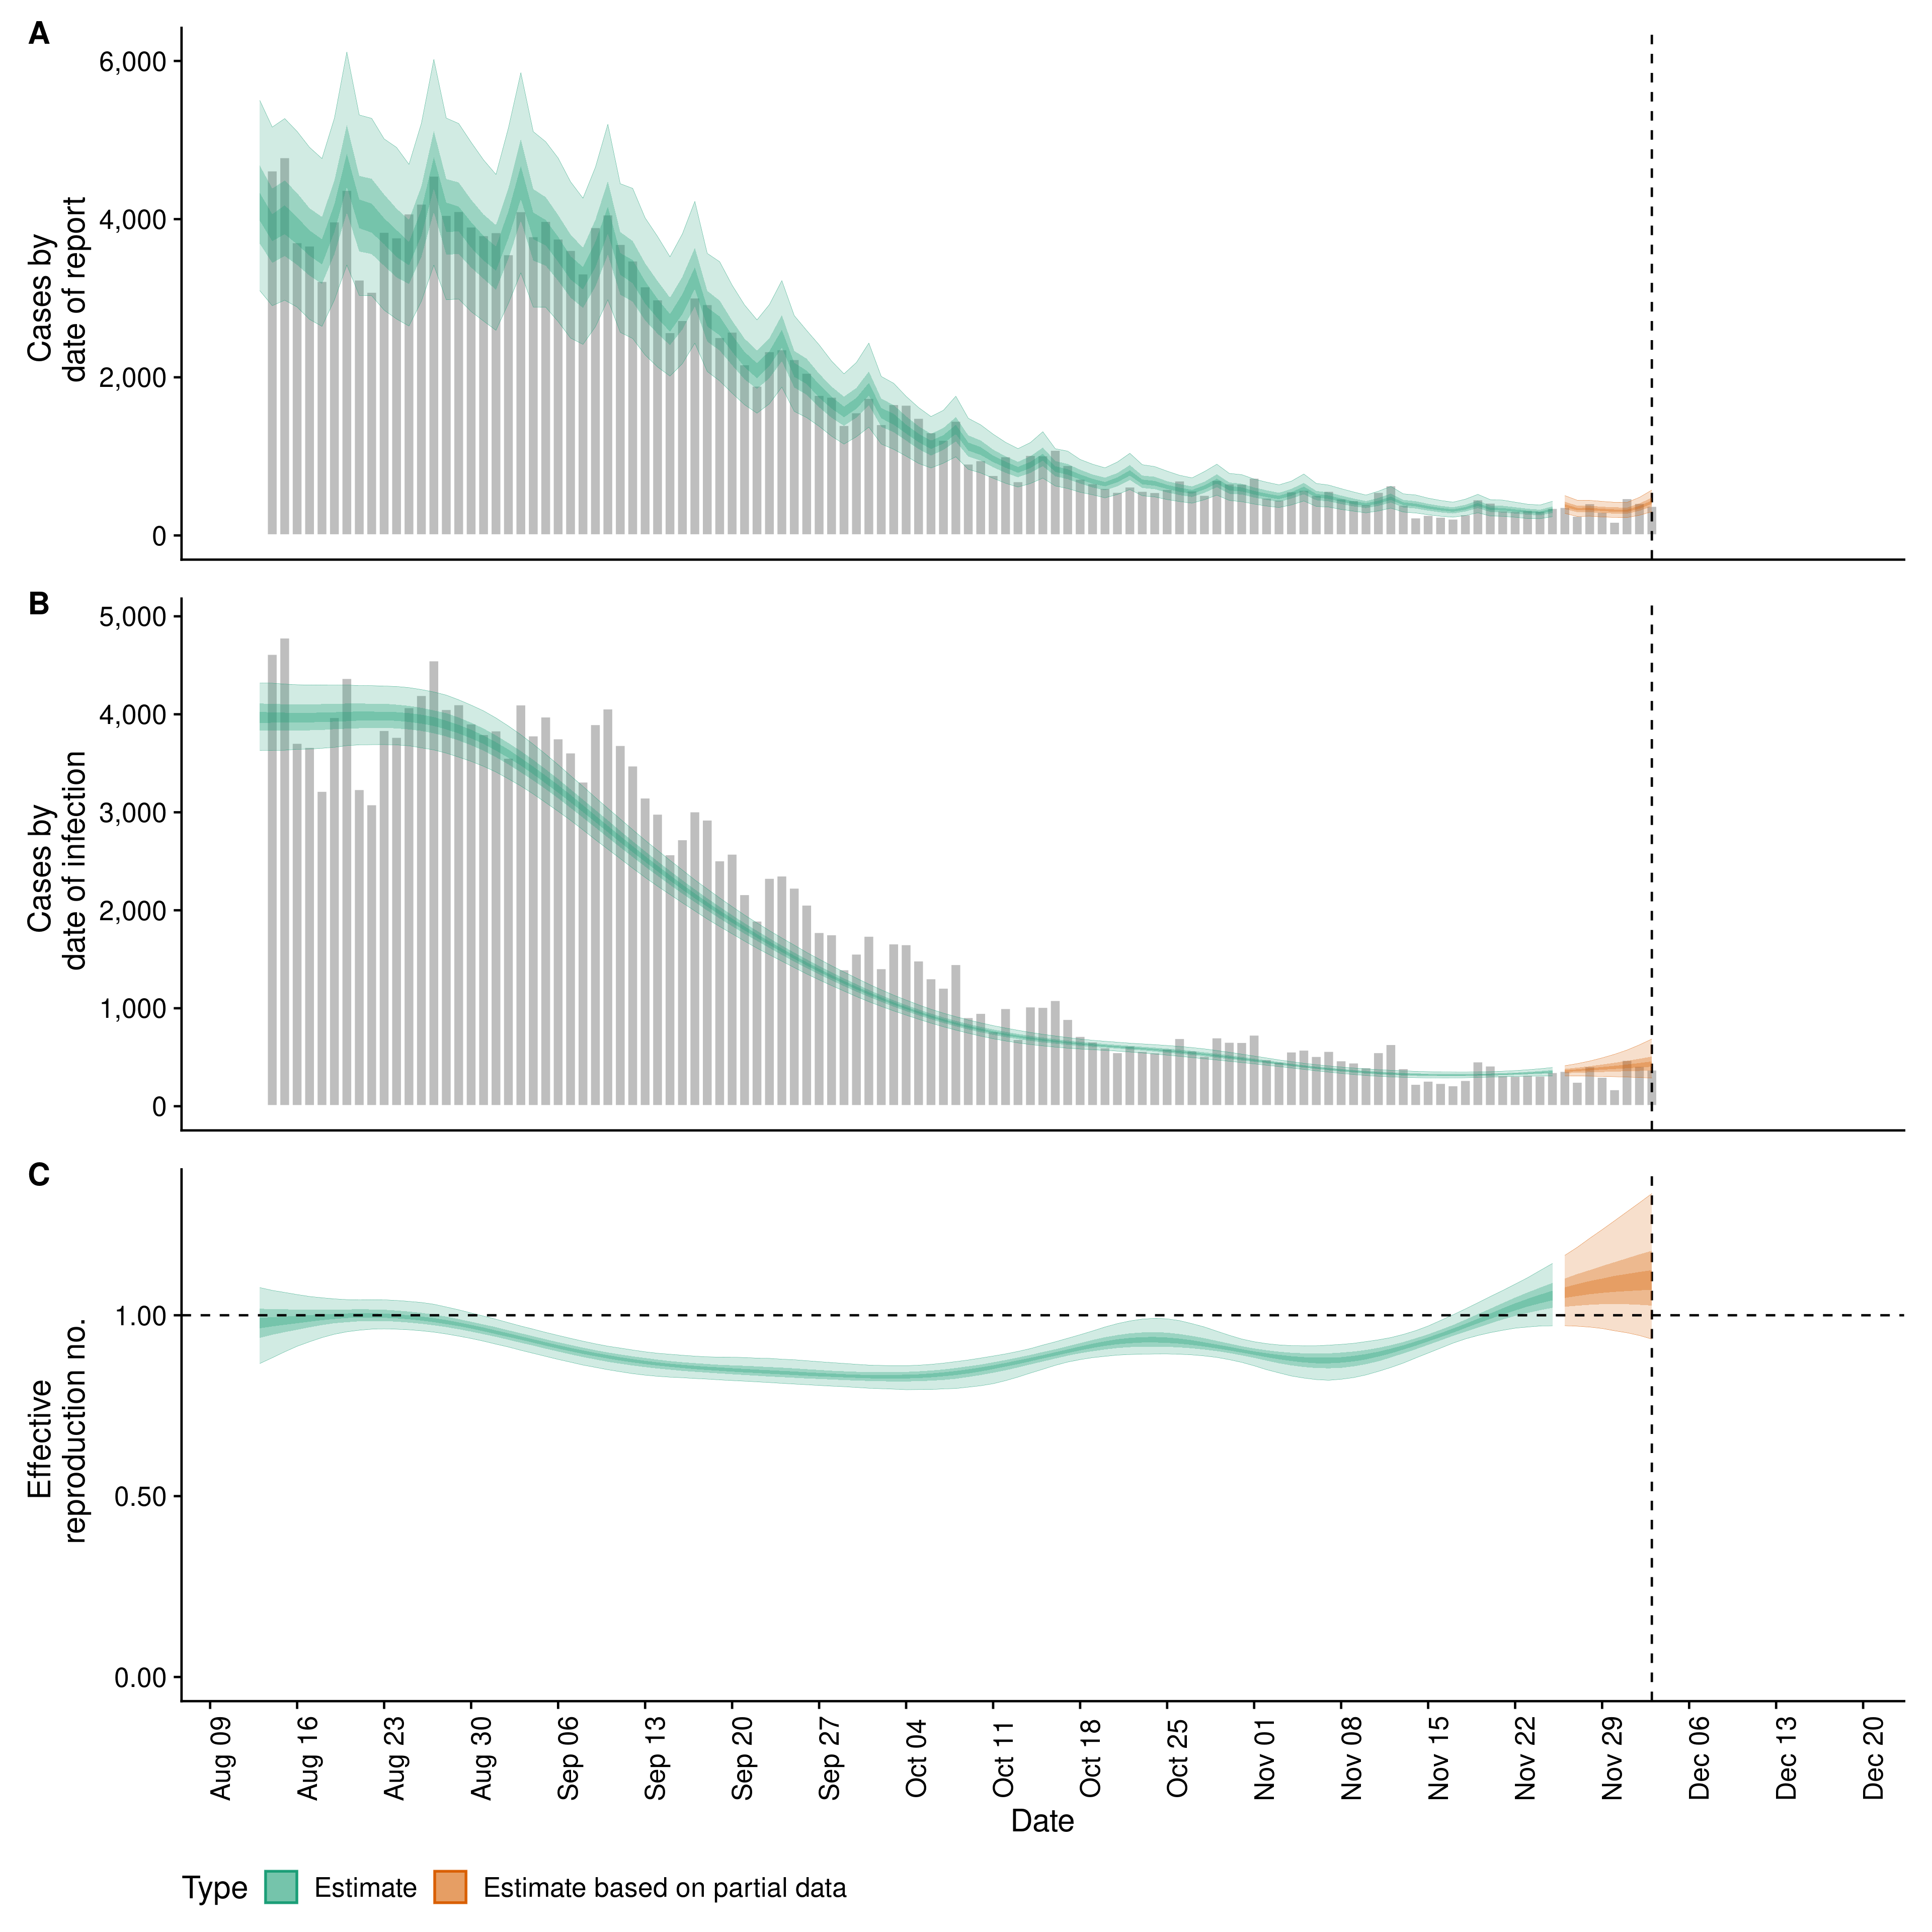 A
Cases by
date of report
6,000
4,000
2,000
0
B
Cases by
date of infection
5,000
4,000
3,000
2,000
1,000
0
C
Effective
reproduction no.
1.00
0.50
0.00
Aug 09
Aug 16
Aug 23
Aug 30
Sep 06
Sep 13
Sep 20
Sep 27
Oct 04
Oct 11
Oct 18
Oct 25
Nov 01
Nov 08
Nov 15
Nov 22
Nov 29
Dec 06
Dec 13
Dec 20
Date
Type Estimate Estimate based on partial data